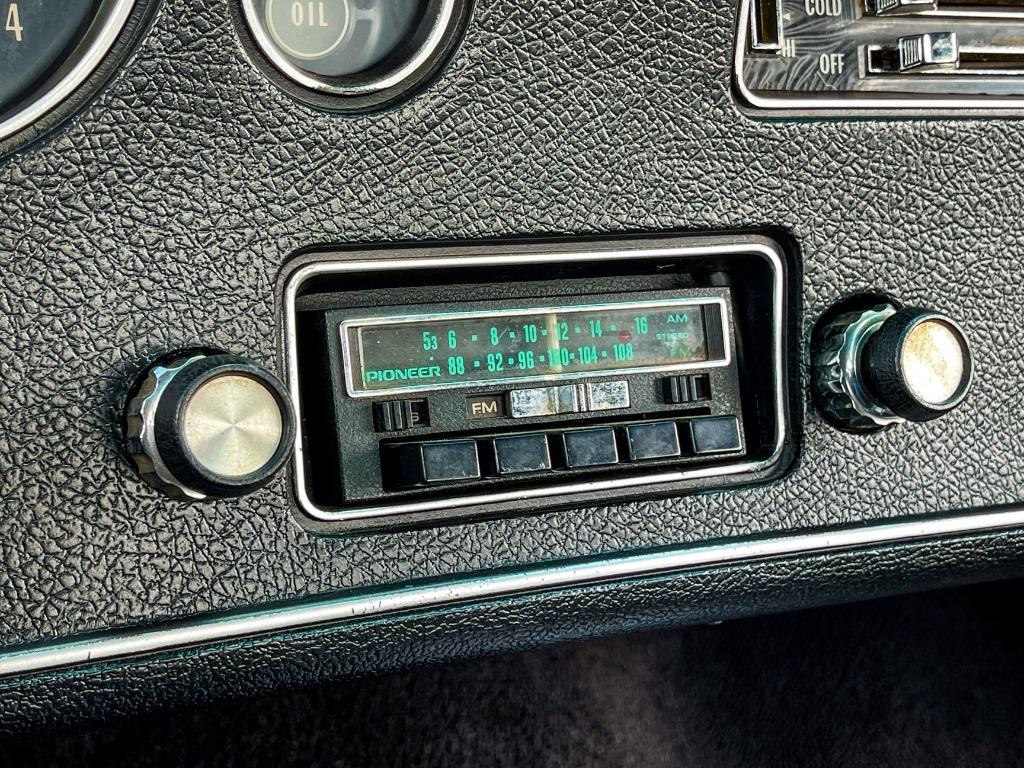 4
OIL
COLD
HI
OFF
53 6 · 8 · 10 · 12 · 14 · 16 AM
STEREO
PIONEER 88 · 92 · 96 · 100 · 104 · 108 FM
FM